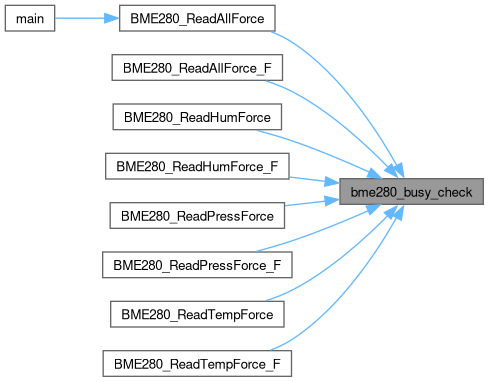 main
BME280_ReadAllForce
BME280_ReadAllForce_F
BME280_ReadHumForce
BME280_ReadHumForce_F
bme280_busy_check
BME280_ReadPressForce
BME280_ReadPressForce_F
BME280_ReadTempForce
BME280_ReadTempForce_F